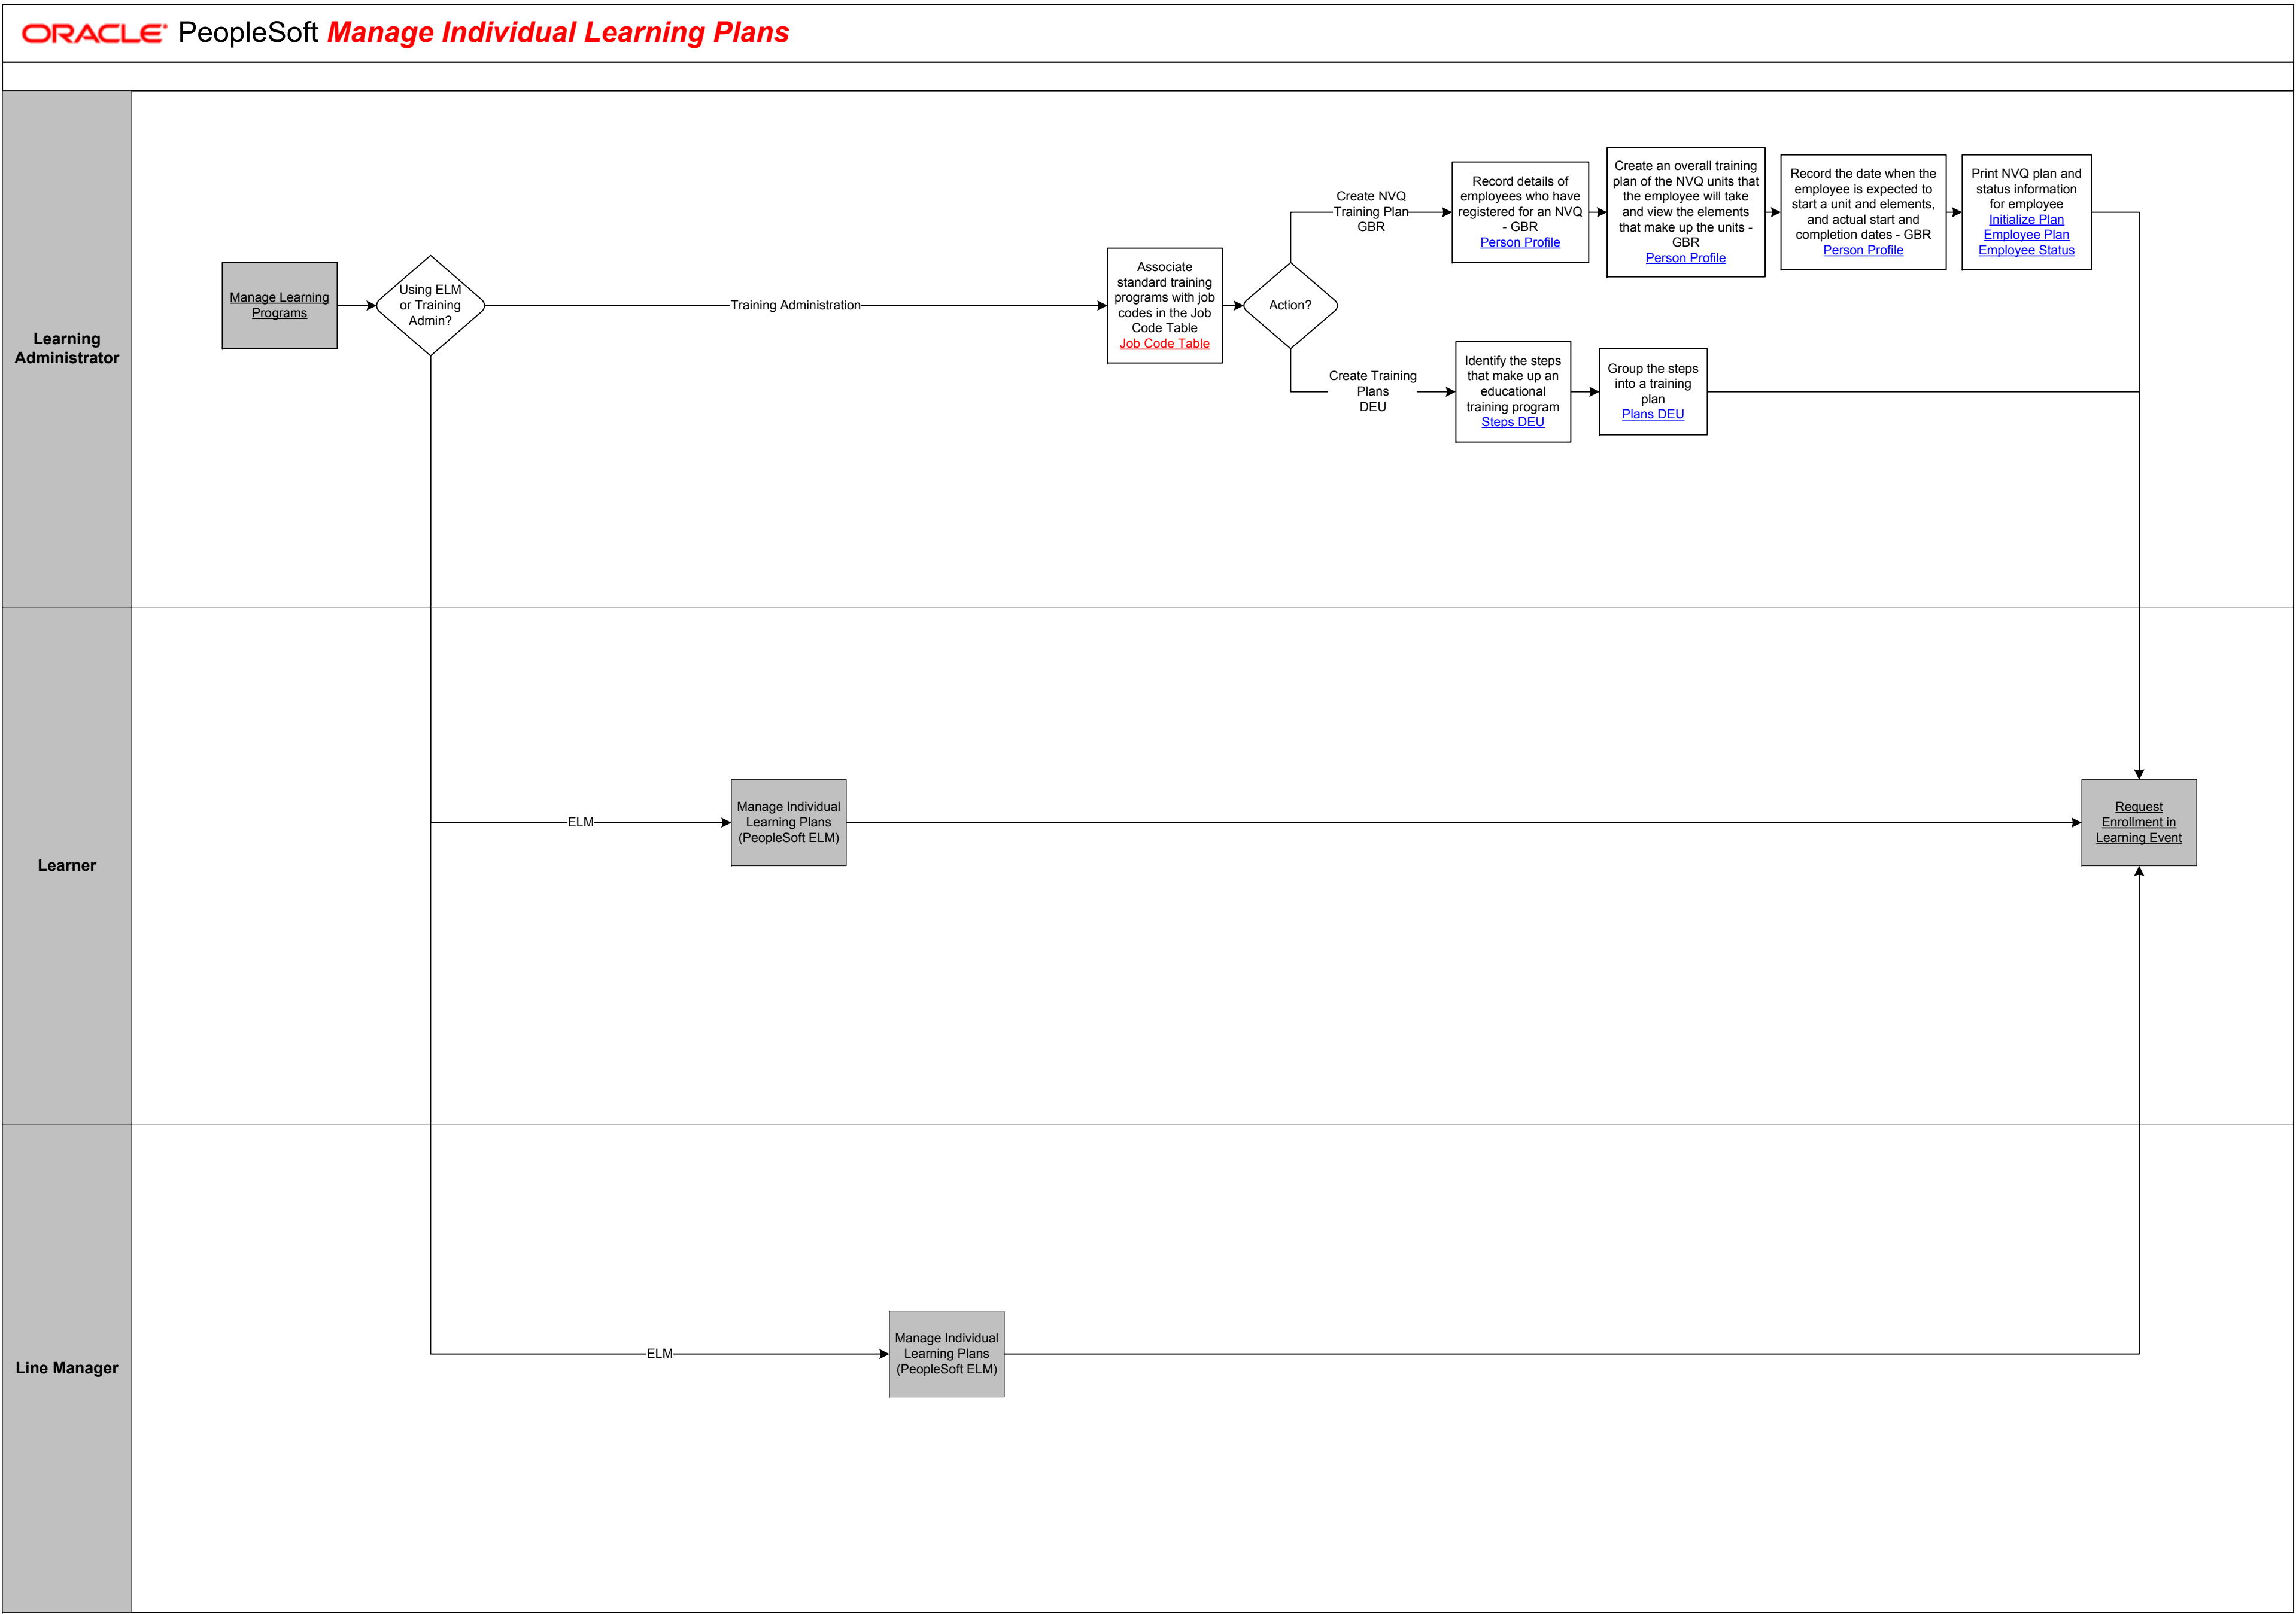 ORACLE PeopleSoft Manage Individual Learning Plans
Learning
Administrator
Manage Learning
Programs
Using ELM
or Training
Admin?
Training Administration
Associate
standard training
programs with job
codes in the Job
Code Table
Job Code Table
Action?
Create NVQ
Training Plan
GBR
Record details of
employees who have
registered for an NVQ
- GBR
Person Profile
Create an overall training
plan of the NVQ units that
the employee will take
and view the elements
that make up the units -
GBR
Person Profile
Record the date when the
employee is expected to
start a unit and elements,
and actual start and
completion dates - GBR
Person Profile
Print NVQ plan and
status information
for employee
Initialize Plan
Employee Plan
Employee Status
Create Training
Plans
DEU
Identify the steps
that make up an
educational
training program
Steps DEU
Group the steps
into a training
plan
Plans DEU
Learner
ELM
Manage Individual
Learning Plans
(PeopleSoft ELM)
Request
Enrollment in
Learning Event
Line Manager
ELM
Manage Individual
Learning Plans
(PeopleSoft ELM)